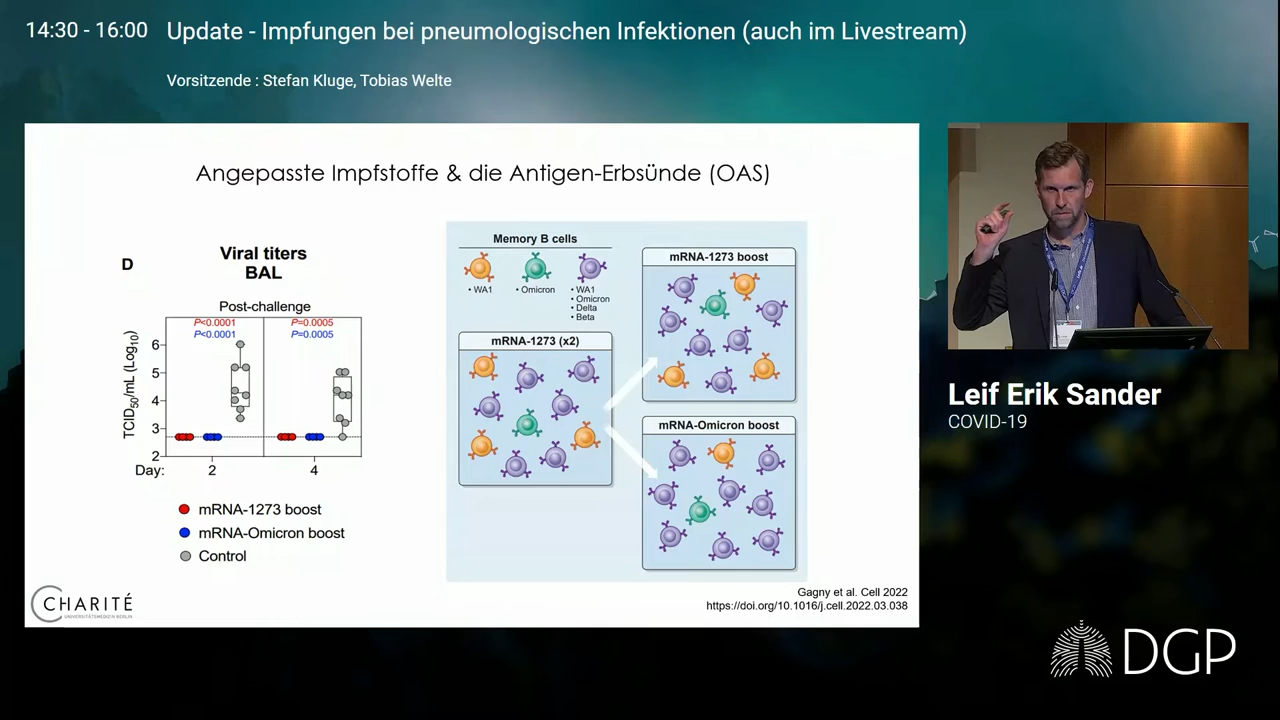 14:30 - 16:00 Update - Impfungen bei pneumologischen Infektionen (auch im Livestream)
Vorsitzende : Stefan Kluge, Tobias Welte
Angepasste Impfstoffe & die Antigen-Erbsünde (OAS)
D
Viral titers
BAL
Post-challenge
P<0.0001
P<0.0001
P=0.0005
P=0.0005
TCID50/mL (Log10)
6
5
4
3
2
Day:
2
4
mRNA-1273 boost
mRNA-Omicron boost
Control
Memory B cells
• WA1
• Omicron
• WA1
• Omicron
• Delta
• Beta
mRNA-1273 (x2)
mRNA-1273 boost
mRNA-Omicron boost
CHARITÉ
UNIVERSITÄTSMEDIZIN BERLIN
Gagny et al. Cell 2022
https://doi.org/10.1016/j.cell.2022.03.038
Leif Erik Sander
COVID-19
DGP